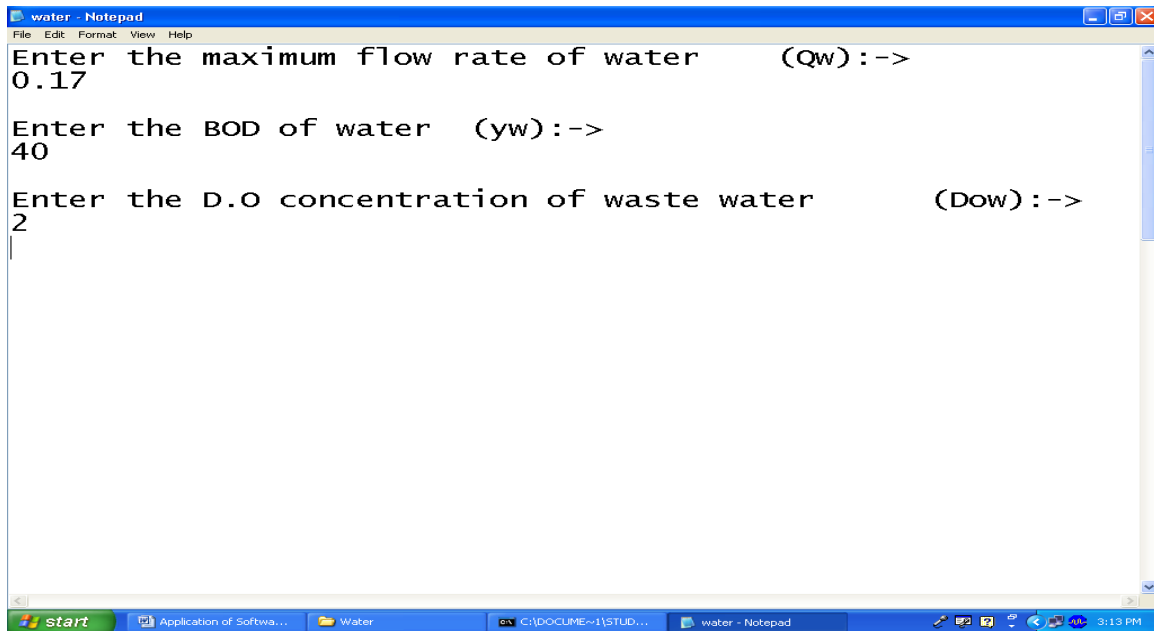 water - Notepad
File Edit Format View Help
Enter the maximum flow rate of water (Qw):->
0.17
Enter the BOD of water (yw):->
40
Enter the D.O concentration of waste water (Dow):->
2
start Application of Softwa... Water C:\DOCUME~1\STUD... water - Notepad 3:13 PM